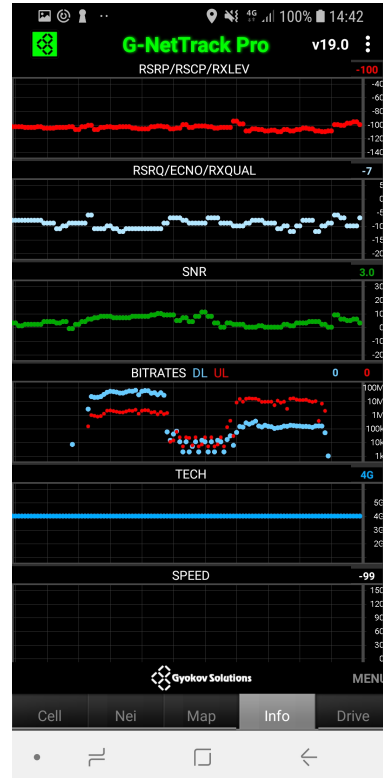 4G 100% 14:42
G-NetTrack Pro v19.0
RSRP/RSCP/RXLEV -100
-40
-60
-80
-100
-120
-140
RSRQ/ECNO/RXQUAL -7
5
0
-5
-10
-15
-20
SNR 3.0
30
20
10
0
-10
-20
BITRATES DL UL 0 0
100M
10M
1M
100k
10k
1k
TECH 4G
5G
4G
3G
2G
SPEED -99
150
120
90
60
30
0
Gyokov Solutions MENU
Cell Nei Map Info Drive